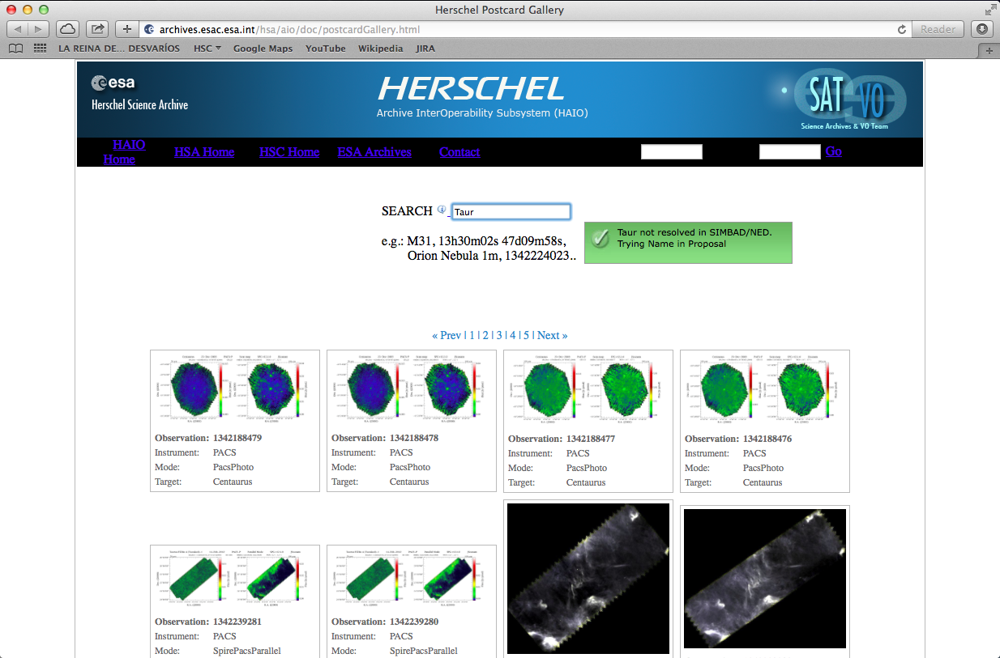 Herschel Postcard Gallery
archives.esac.esa.int/hsa/aio/doc/postcardGallery.html
Reader
LA REINA DE... DESVARÍOS HSC Google Maps YouTube Wikipedia JIRA
esa
Herschel Science Archive
HERSCHEL
Archive InterOperability Subsystem (HAIO)
SAT
VO
Science Archives & VO Team
HAIO Home HSA Home HSC Home ESA Archives Contact Go
SEARCH Taur
e.g.: M31, 13h30m02s 47d09m58s,
Orion Nebula 1m, 1342224023..
Taur not resolved in SIMBAD/NED.
Trying Name in Proposal
« Prev | 1 | 2 | 3 | 4 | 5 | Next »
Observation: 1342188479
Instrument: PACS
Mode: PacsPhoto
Target: Centaurus
Observation: 1342188478
Instrument: PACS
Mode: PacsPhoto
Target: Centaurus
Observation: 1342188477
Instrument: PACS
Mode: PacsPhoto
Target: Centaurus
Observation: 1342188476
Instrument: PACS
Mode: PacsPhoto
Target: Centaurus
Observation: 1342239281
Instrument: PACS
Mode: SpirePacsParallel
Observation: 1342239280
Instrument: PACS
Mode: SpirePacsParallel